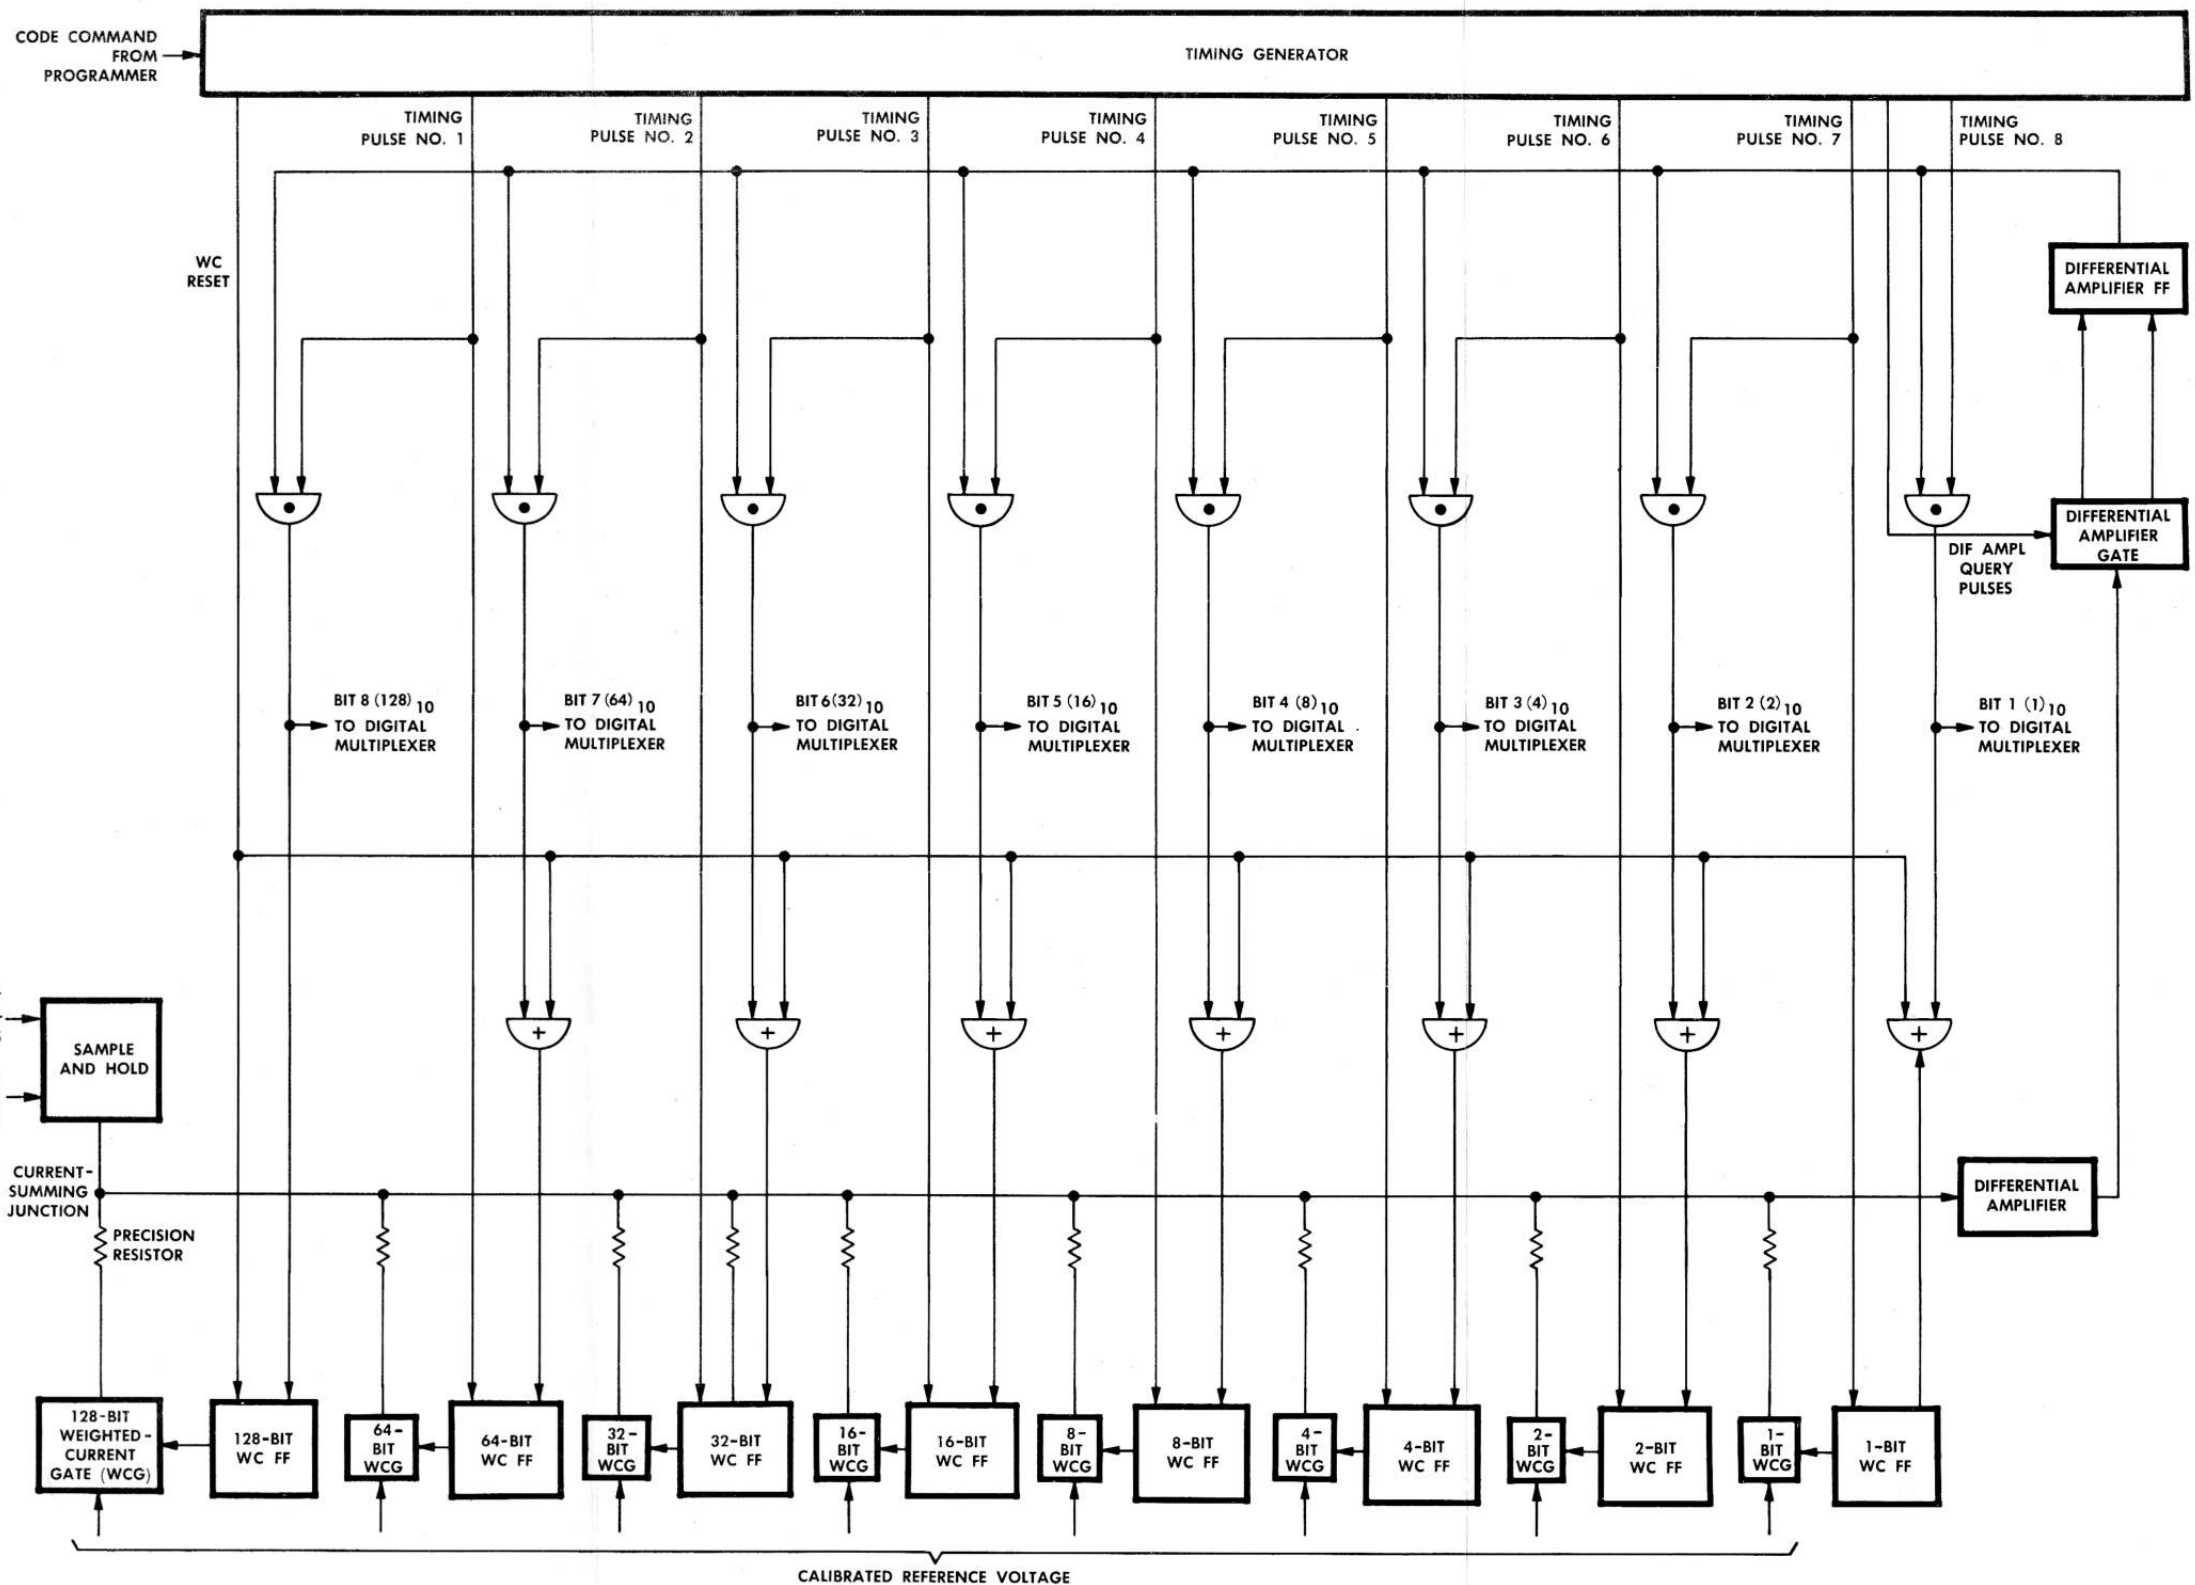 CODE COMMAND
FROM
PROGRAMMER
TIMING GENERATOR
TIMING
PULSE NO. 1
TIMING
PULSE NO. 2
TIMING
PULSE NO. 3
TIMING
PULSE NO. 4
TIMING
PULSE NO. 5
TIMING
PULSE NO. 6
TIMING
PULSE NO. 7
TIMING
PULSE NO. 8
WC
RESET
DIFFERENTIAL
AMPLIFIER FF
DIFFERENTIAL
AMPLIFIER
GATE
DIF AMPL
QUERY
PULSES
BIT 8 (128)10
TO DIGITAL
MULTIPLEXER
BIT 7 (64)10
TO DIGITAL
MULTIPLEXER
BIT 6 (32)10
TO DIGITAL
MULTIPLEXER
BIT 5 (16)10
TO DIGITAL
MULTIPLEXER
BIT 4 (8)10
TO DIGITAL
MULTIPLEXER
BIT 3 (4)10
TO DIGITAL
MULTIPLEXER
BIT 2 (2)10
TO DIGITAL
MULTIPLEXER
BIT 1 (1)10
TO DIGITAL
MULTIPLEXER
+ + + + + + +
SAMPLE
AND HOLD
CURRENT-
SUMMING
JUNCTION
PRECISION
RESISTOR
DIFFERENTIAL
AMPLIFIER
128-BIT
WEIGHTED-
CURRENT
GATE (WCG)
128-BIT
WC FF
64-
BIT
WCG
64-BIT
WC FF
32-
BIT
WCG
32-BIT
WC FF
16-
BIT
WCG
16-BIT
WC FF
8-
BIT
WCG
8-BIT
WC FF
4-
BIT
WCG
4-BIT
WC FF
2-
BIT
WCG
2-BIT
WC FF
1-
BIT
WCG
1-BIT
WC FF
CALIBRATED REFERENCE VOLTAGE